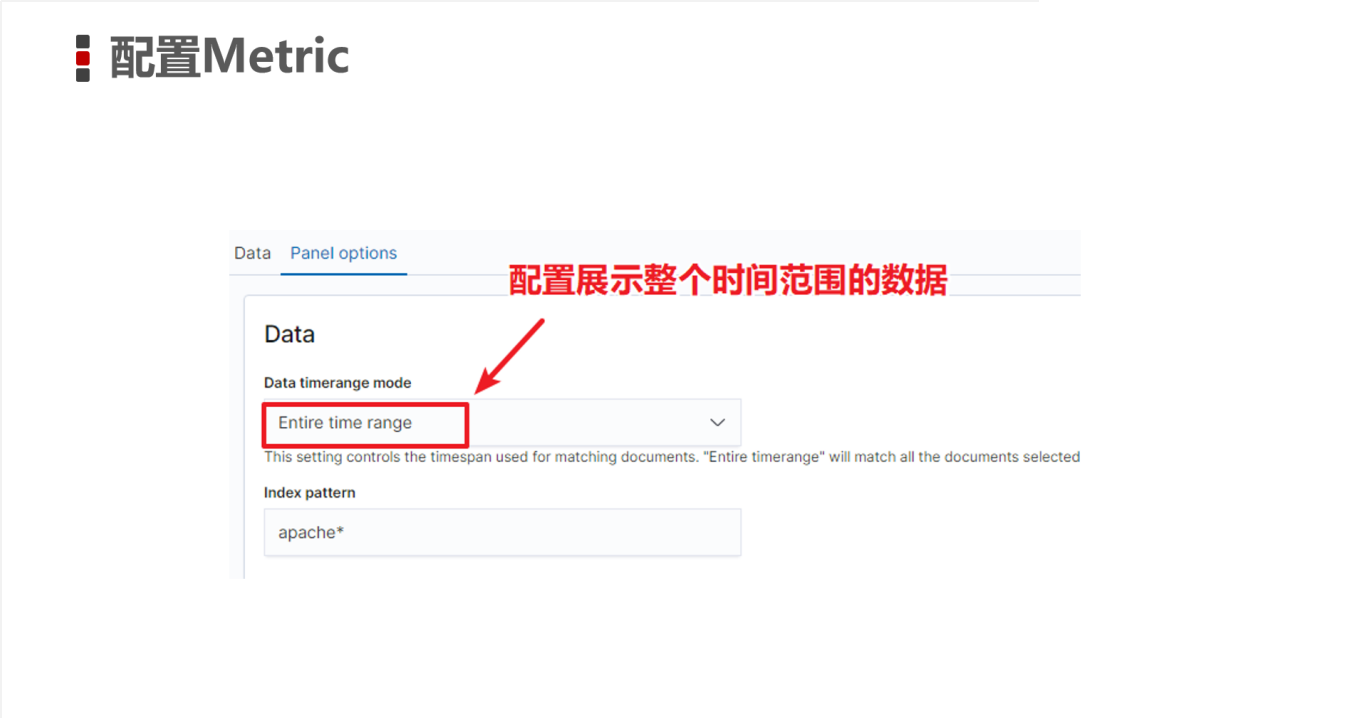 配置Metric
Data Panel options
配置展示整个时间范围的数据
Data
Data timerange mode
Entire time range
This setting controls the timespan used for matching documents. "Entire timerange" will match all the documents selected
Index pattern
apache*